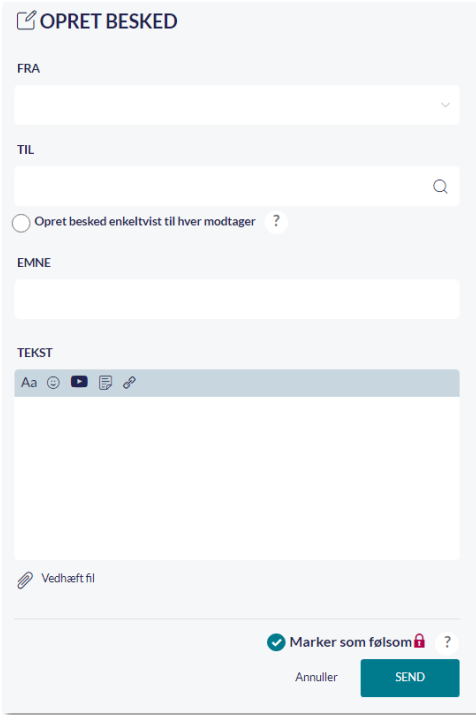 OPRET BESKED
FRA
TIL
Opret besked enkeltvist til hver modtager ?
EMNE
TEKST
Aa
Vedhæft fil
Marker som følsom ?
Annuller SEND